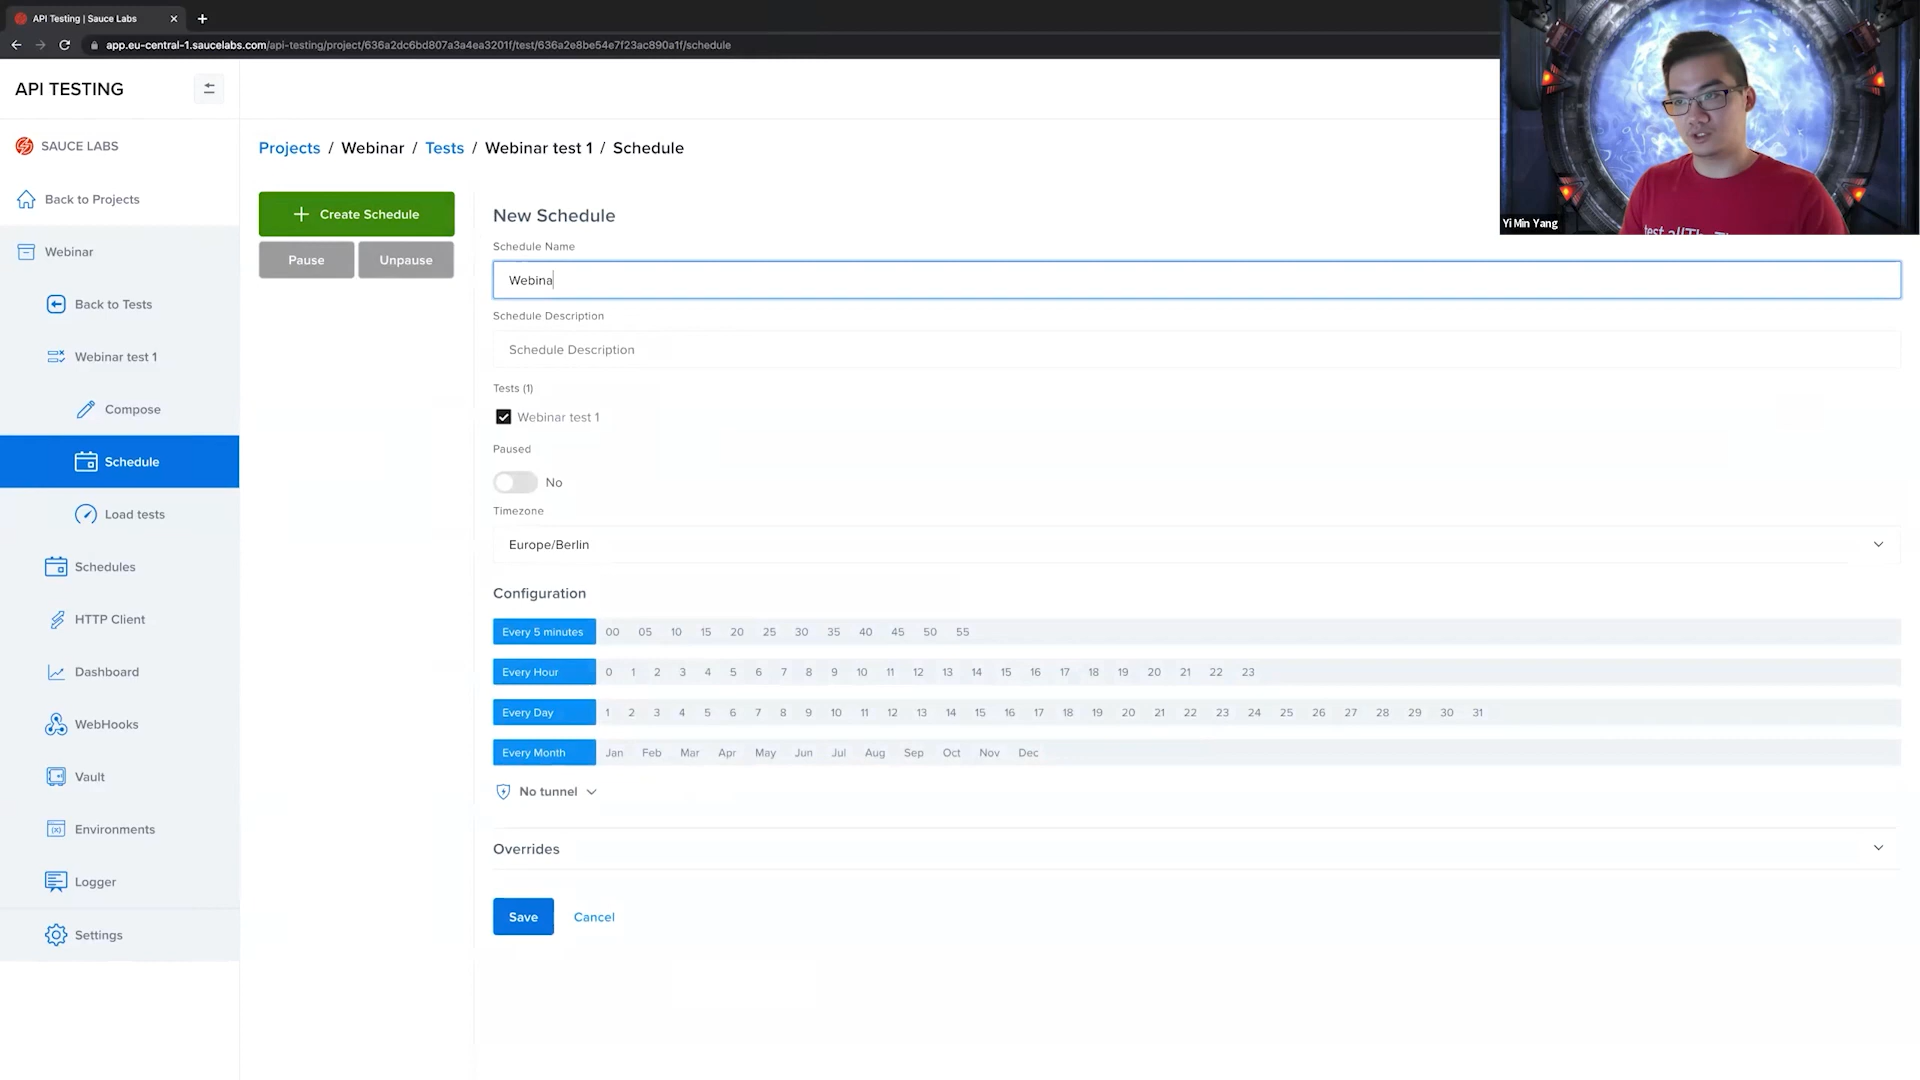 API Testing | Sauce Labs
app.eu-central-1.saucelabs.com/api-testing/project/636a2dc6bd807a3a4ea3201f/test/636a2e8be54e7f23ac890a1f/schedule
API TESTING
SAUCE LABS
Back to Projects
Webinar
Back to Tests
Webinar test 1
Compose
Schedule
Load tests
Schedules
HTTP Client
Dashboard
WebHooks
Vault
Environments
Logger
Settings
Projects / Webinar / Tests / Webinar test 1 / Schedule
Create Schedule
Pause Unpause
New Schedule
Schedule Name
Webina
Schedule Description
Schedule Description
Tests (1)
Webinar test 1
Paused
No
Timezone
Europe/Berlin
Configuration
Every 5 minutes 00 05 10 15 20 25 30 35 40 45 50 55
Every Hour 0 1 2 3 4 5 6 7 8 9 10 11 12 13 14 15 16 17 18 19 20 21 22 23
Every Day 1 2 3 4 5 6 7 8 9 10 11 12 13 14 15 16 17 18 19 20 21 22 23 24 25 26 27 28 29 30 31
Every Month Jan Feb Mar Apr May Jun Jul Aug Sep Oct Nov Dec
No tunnel
Overrides
Save Cancel
Yi Min Yang